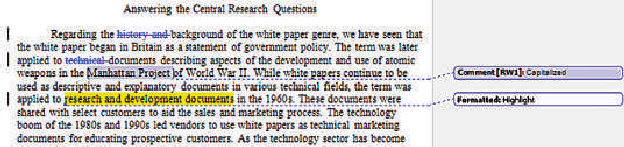 Answering the Central Research Questions
Regarding the history and background of the white paper genre, we have seen that
the white paper began in Britain as a statement of government policy. The term was later
applied to technical documents describing aspects of the development and use of atomic
weapons in the Manhattan Project of World War II. While white papers continue to be
used as descriptive and explanatory documents in various technical fields, the term was
applied to research and development documents in the 1960s. These documents were
shared with select customers to aid the sales and marketing process. The technology
boom of the 1980s and 1990s led vendors to use white papers as technical marketing
documents for educating prospective customers. As the technology sector has become
Comment [RW1]: Capitalized
Formatted: Highlight